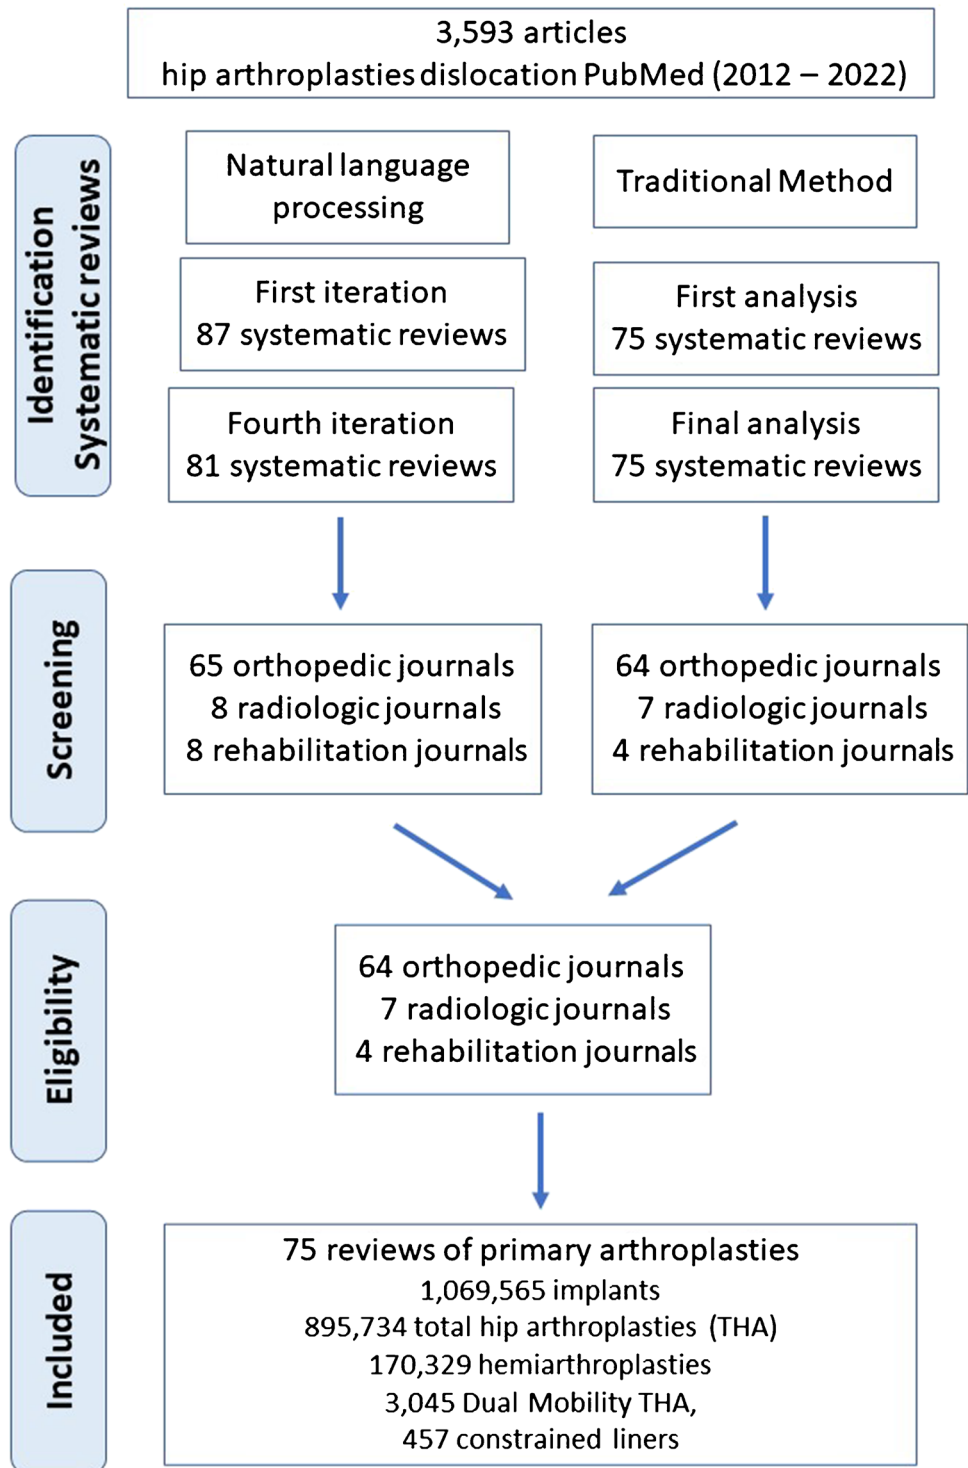 3,593 articles
hip arthroplasties dislocation PubMed (2012 – 2022)
Identification
Systematic reviews
Natural language
processing
Traditional Method
First iteration
87 systematic reviews
First analysis
75 systematic reviews
Fourth iteration
81 systematic reviews
Final analysis
75 systematic reviews
Screening
65 orthopedic journals
8 radiologic journals
8 rehabilitation journals
64 orthopedic journals
7 radiologic journals
4 rehabilitation journals
Eligibility
64 orthopedic journals
7 radiologic journals
4 rehabilitation journals
Included
75 reviews of primary arthroplasties
1,069,565 implants
895,734 total hip arthroplasties (THA)
170,329 hemiarthroplasties
3,045 Dual Mobility THA,
457 constrained liners